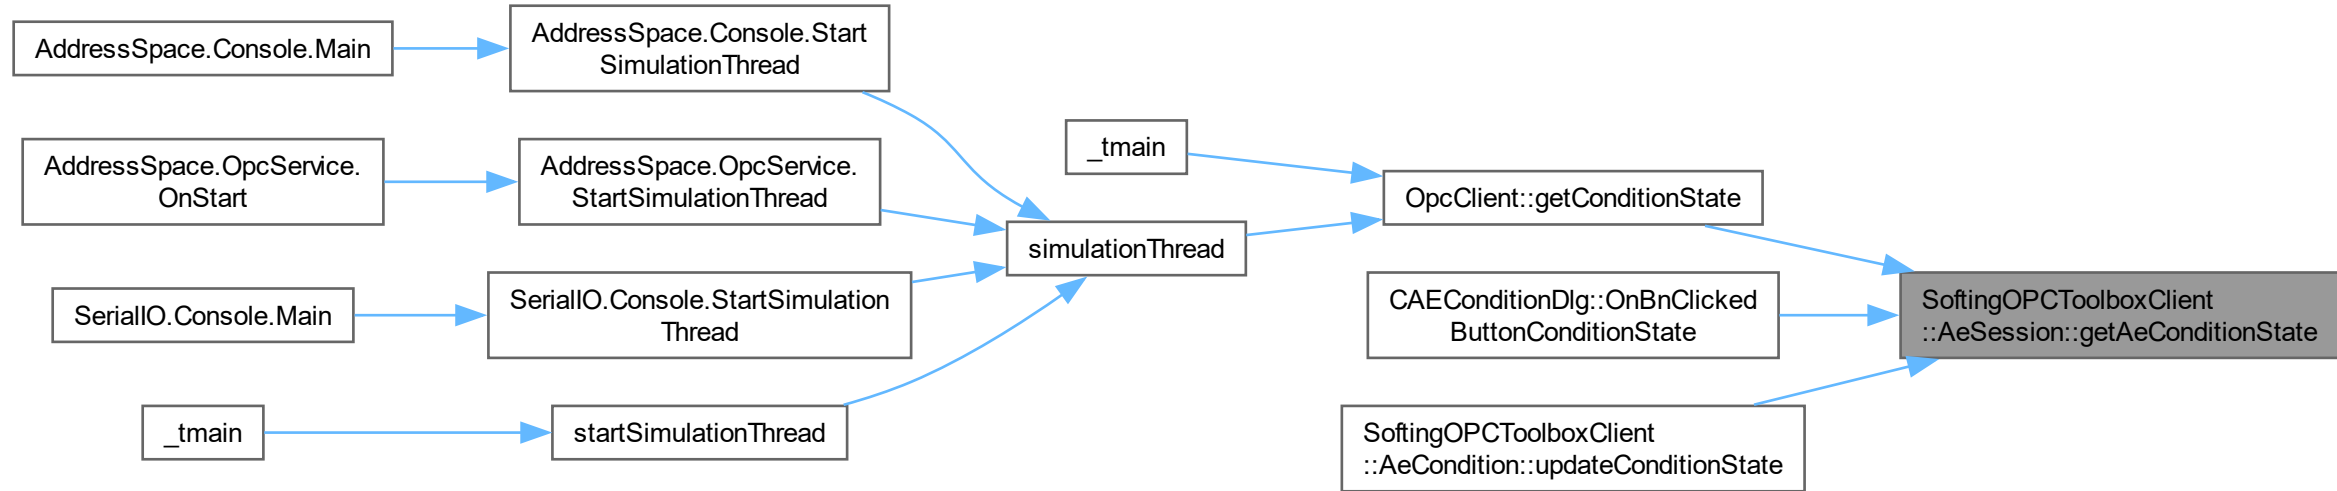 AddressSpace.Console.Main
AddressSpace.Console.Start
SimulationThread
AddressSpace.OpcService.
OnStart
AddressSpace.OpcService.
StartSimulationThread
SerialIO.Console.Main
SerialIO.Console.StartSimulation
Thread
_tmain
startSimulationThread
simulationThread
_tmain
OpcClient::getConditionState
CAEConditionDlg::OnBnClicked
ButtonConditionState
SoftingOPCToolboxClient
::AeCondition::updateConditionState
SoftingOPCToolboxClient
::AeSession::getAeConditionState